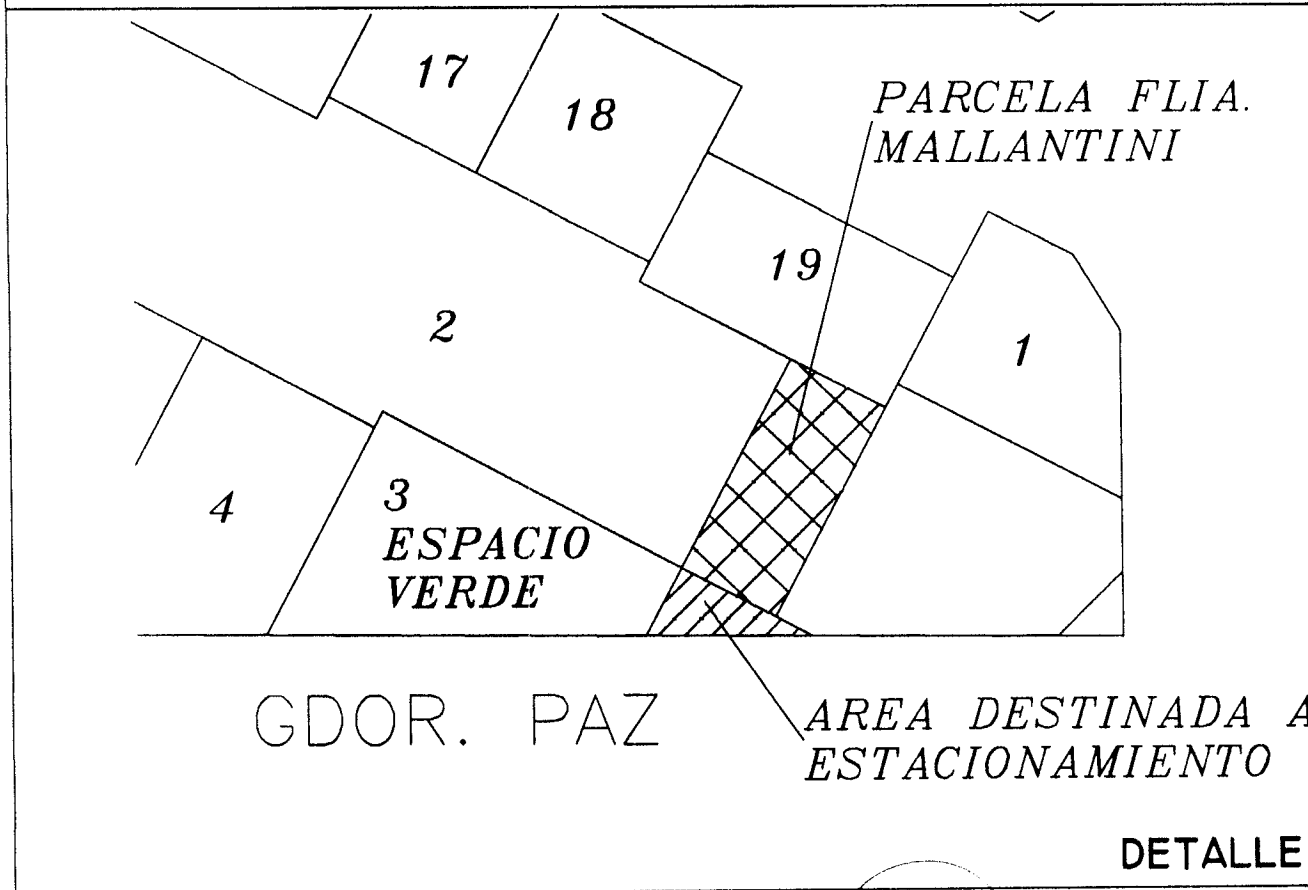 17
18
PARCELA FLIA.
MALLANTINI
19
1
2
4
3
ESPACIO
VERDE
GDOR. PAZ
AREA DESTINADA A
ESTACIONAMIENTO
DETALLE